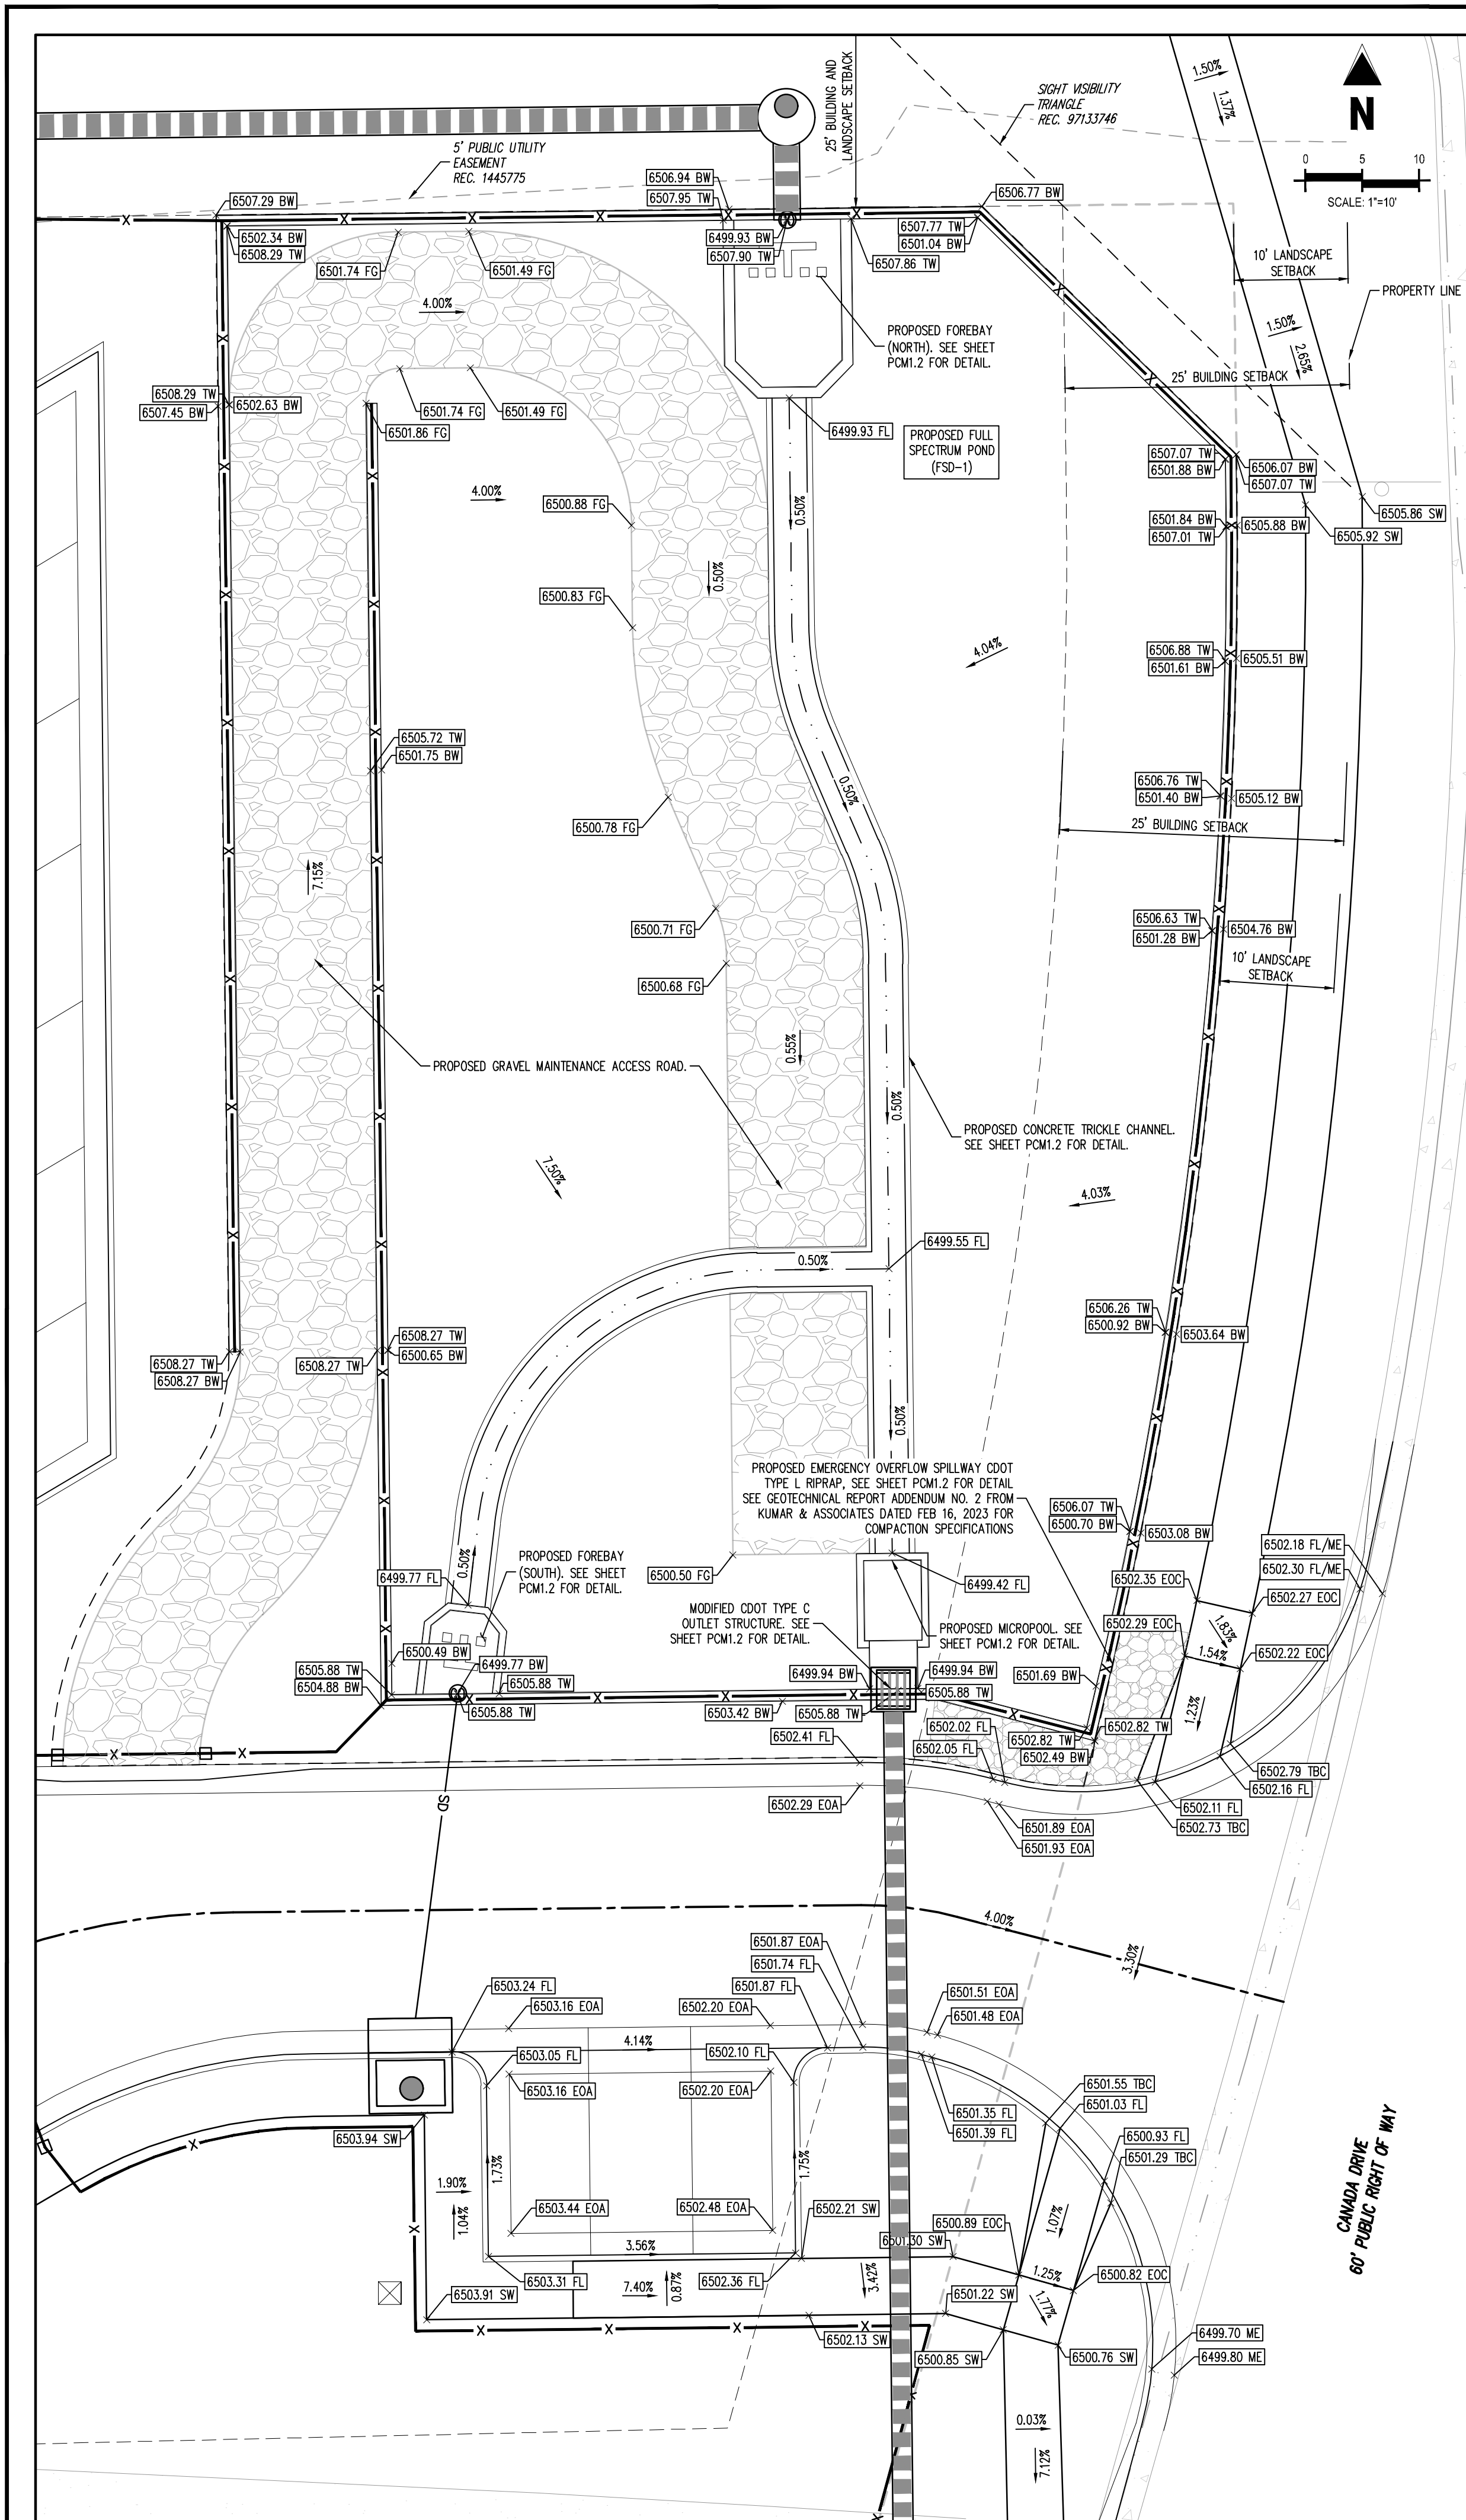 25' BUILDING AND
LANDSCAPE SETBACK
SIGHT VISIBILITY
TRIANGLE
REC. 97133746
1.50%
1.37%
N
0 5 10
SCALE: 1"=10'
5' PUBLIC UTILITY
EASEMENT
REC. 1445775
6506.94 BW
6507.95 TW
6507.29 BW
6506.77 BW
X
6502.34 BW
6508.29 TW
6501.74 FG
6501.49 FG
6499.93 BW
6507.90 TW
6507.86 TW
6507.77 TW
6501.04 BW
10' LANDSCAPE
SETBACK
PROPERTY LINE
4.00%
PROPOSED FOREBAY
(NORTH). SEE SHEET
PCM1.2 FOR DETAIL.
1.50%
2.65%
25' BUILDING SETBACK
6508.29 TW
6507.45 BW
6502.63 BW
6501.74 FG
6501.49 FG
6501.86 FG
6499.93 FL
PROPOSED FULL
SPECTRUM POND
(FSD-1)
6507.07 TW
6501.88 BW
6506.07 BW
6507.07 TW
4.00%
6500.88 FG
0.50%
6501.84 BW
6507.01 TW
6505.88 BW
6505.86 SW
6505.92 SW
0.50%
6500.83 FG
4.04%
6506.88 TW
6501.61 BW
6505.51 BW
6505.72 TW
6501.75 BW
0.50%
6506.76 TW
6501.40 BW
6505.12 BW
6500.78 FG
25' BUILDING SETBACK
7.15%
6500.71 FG
6506.63 TW
6501.28 BW
6504.76 BW
10' LANDSCAPE
SETBACK
6500.68 FG
0.55%
PROPOSED GRAVEL MAINTENANCE ACCESS ROAD.
0.50%
PROPOSED CONCRETE TRICKLE CHANNEL.
SEE SHEET PCM1.2 FOR DETAIL.
7.50%
4.03%
6499.55 FL
0.50%
6506.26 TW
6500.92 BW
6503.64 BW
6508.27 TW
6508.27 BW
6508.27 TW
6508.27 TW
6500.65 BW
0.50%
PROPOSED EMERGENCY OVERFLOW SPILLWAY CDOT
TYPE L RIPRAP, SEE SHEET PCM1.2 FOR DETAIL
SEE GEOTECHNICAL REPORT ADDENDUM NO. 2 FROM
KUMAR & ASSOCIATES DATED FEB 16, 2023 FOR
COMPACTION SPECIFICATIONS
6506.07 TW
6500.70 BW
6503.08 BW
6502.18 FL/ME
6502.30 FL/ME
0.50%
PROPOSED FOREBAY
(SOUTH). SEE SHEET
PCM1.2 FOR DETAIL.
6499.77 FL
6500.50 FG
6499.42 FL
6502.35 EOC
6502.27 EOC
MODIFIED CDOT TYPE C
OUTLET STRUCTURE. SEE
SHEET PCM1.2 FOR DETAIL.
PROPOSED MICROPOOL. SEE
SHEET PCM1.2 FOR DETAIL.
6502.29 EOC
1.83%
1.54%
6502.22 EOC
6505.88 TW
6504.88 BW
6500.49 BW
6499.77 BW
6505.88 TW
6505.88 TW
6499.94 BW
6499.94 BW
6505.88 TW
6501.69 BW
6503.42 BW
6505.88 TW
6502.41 FL
6502.02 FL
6502.05 FL
6502.82 TW
6502.82 TW
6502.49 BW
1.23%
6502.79 TBC
6502.16 FL
6502.29 EOA
6501.89 EOA
6501.93 EOA
6502.11 FL
6502.73 TBC
SD
4.00%
3.30%
6501.87 EOA
6501.74 FL
6503.24 FL
6503.16 EOA
6502.20 EOA
6501.87 FL
6501.51 EOA
6501.48 EOA
4.14%
6503.05 FL
6502.10 FL
6503.16 EOA
6502.20 EOA
6501.55 TBC
6501.03 FL
6501.35 FL
6501.39 FL
6500.93 FL
6501.29 TBC
6503.94 SW
1.90%
1.04%
1.73%
1.75%
6503.44 EOA
6502.48 EOA
6502.21 SW
6500.89 EOC
6501.30 SW
1.07%
3.56%
6503.31 FL
6502.36 FL
3.42%
1.25%
6500.82 EOC
7.40%
0.87%
6503.91 SW
6501.22 SW
1.77%
6502.13 SW
6500.85 SW
6500.76 SW
6499.70 ME
6499.80 ME
0.03%
7.12%
CANADA DRIVE
60' PUBLIC RIGHT OF WAY